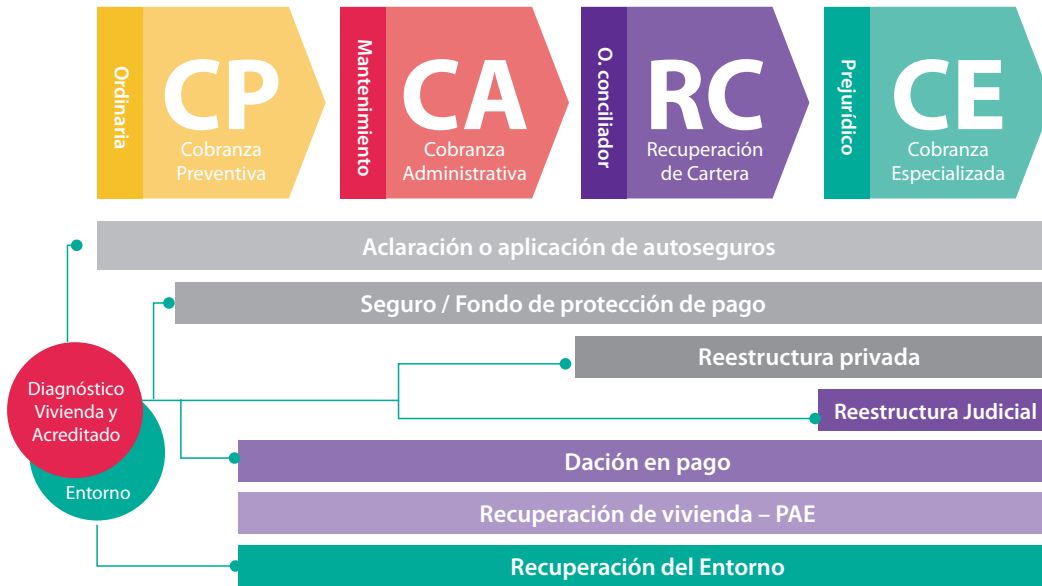 Ordinaria
CP
Cobranza
Preventiva
Mantenimiento
CA
Cobranza
Administrativa
O. conciliador
RC
Recuperación
de Cartera
Prejurídico
CE
Cobranza
Especializada
Aclaración o aplicación de autoseguros
Seguro / Fondo de protección de pago
Reestructura privada
Diagnóstico
Vivienda y
Acreditado
Reestructura Judicial
Dación en pago
Entorno
Recuperación de vivienda – PAE
Recuperación del Entorno